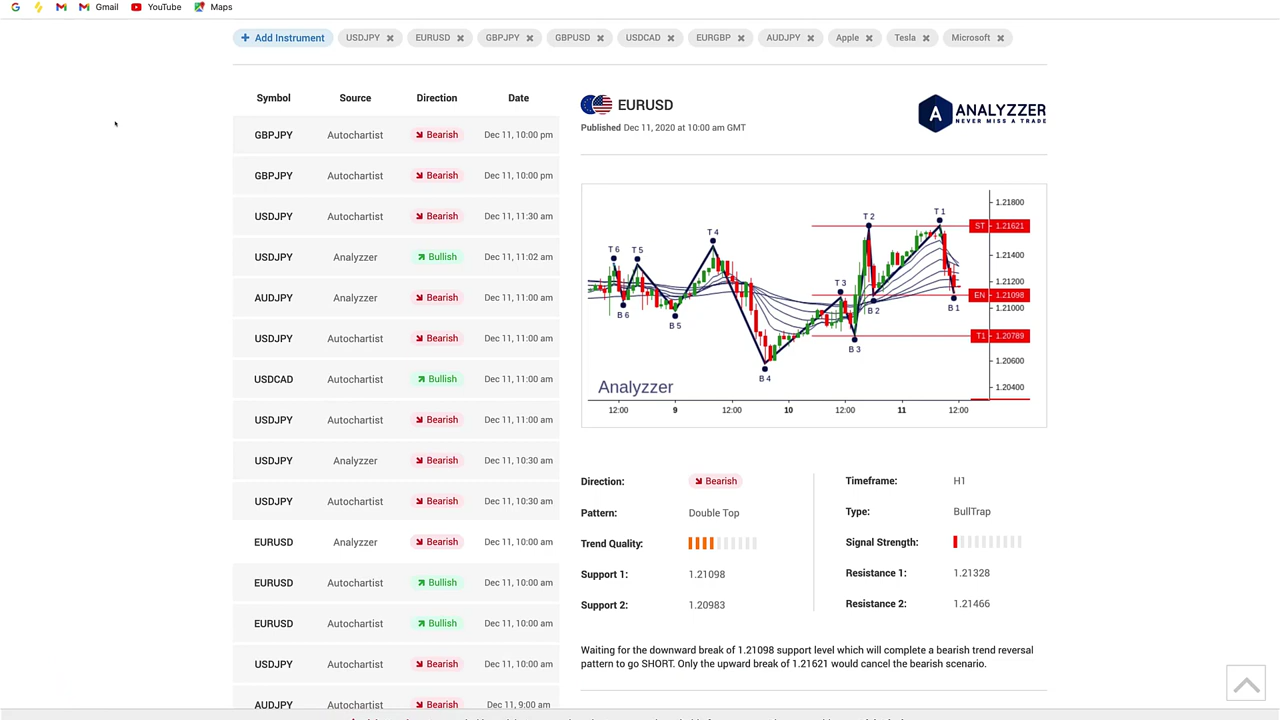 Gmail YouTube Maps
+ Add Instrument USDJPY × EURUSD × GBPJPY × GBPUSD × USDCAD × EURGBP × AUDJPY × Apple × Tesla × Microsoft ×
Symbol Source Direction Date
GBPJPY Autochartist Bearish Dec 11, 10:00 pm
GBPJPY Autochartist Bearish Dec 11, 10:00 pm
USDJPY Autochartist Bearish Dec 11, 11:30 am
USDJPY Analyzzer Bullish Dec 11, 11:02 am
AUDJPY Analyzzer Bearish Dec 11, 11:00 am
USDJPY Autochartist Bearish Dec 11, 11:00 am
USDCAD Autochartist Bullish Dec 11, 11:00 am
USDJPY Autochartist Bearish Dec 11, 11:00 am
USDJPY Analyzzer Bearish Dec 11, 10:30 am
USDJPY Autochartist Bearish Dec 11, 10:30 am
EURUSD Analyzzer Bearish Dec 11, 10:00 am
EURUSD Autochartist Bullish Dec 11, 10:00 am
EURUSD Autochartist Bullish Dec 11, 10:00 am
USDJPY Autochartist Bearish Dec 11, 10:00 am
AUDJPY Autochartist Bearish Dec 11, 9:00 am
EURUSD
Published Dec 11, 2020 at 10:00 am GMT
A ANALYZZER
NEVER MISS A TRADE
1.21800
T 1
T 2
ST 1.21621
T 4
T 6 T 5
1.21400
T 3
1.21200
EN 1.21098
B 6 B 5 B 2 B 1
1.21000
T1 1.20789
B 3
1.20600
B 4
Analyzzer
1.20400
12:00 9 12:00 10 12:00 11 12:00
Direction: Bearish
Pattern: Double Top
Trend Quality:
Support 1: 1.21098
Support 2: 1.20983
Timeframe: H1
Type: BullTrap
Signal Strength:
Resistance 1: 1.21328
Resistance 2: 1.21466
Waiting for the downward break of 1.21098 support level which will complete a bearish trend reversal
pattern to go SHORT. Only the upward break of 1.21621 would cancel the bearish scenario.